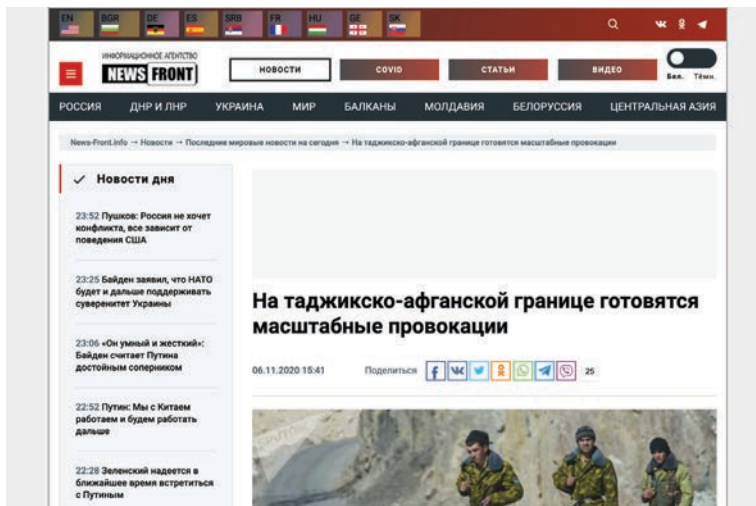 EN BGR DE ES SRB FR HU GE SK
ИНФОРМАЦИОННОЕ АГЕНТСТВО
NEWS FRONT
НОВОСТИ COVID СТАТЬИ ВИДЕО
Бел. Тёмн.
РОССИЯ ДНР И ЛНР УКРАИНА МИР БАЛКАНЫ МОЛДАВИЯ БЕЛОРУССИЯ ЦЕНТРАЛЬНАЯ АЗИЯ
News-Front.info → Новости → Последние мировые новости на сегодня → На таджикско-афганской границе готовятся масштабные провокации
Новости дня
23:52 Пушков: Россия не хочет
конфликта, все зависит от
поведения США
23:25 Байден заявил, что НАТО
будет и дальше поддерживать
суверенитет Украины
23:06 «Он умный и жесткий»:
Байден считает Путина
достойным соперником
22:52 Путин: Мы с Китаем
работаем и будем работать
дальше
22:28 Зеленский надеется в
ближайшее время встретиться
с Путиным
На таджикско-афганской границе готовятся
масштабные провокации
06.11.2020 15:41 Поделиться 25